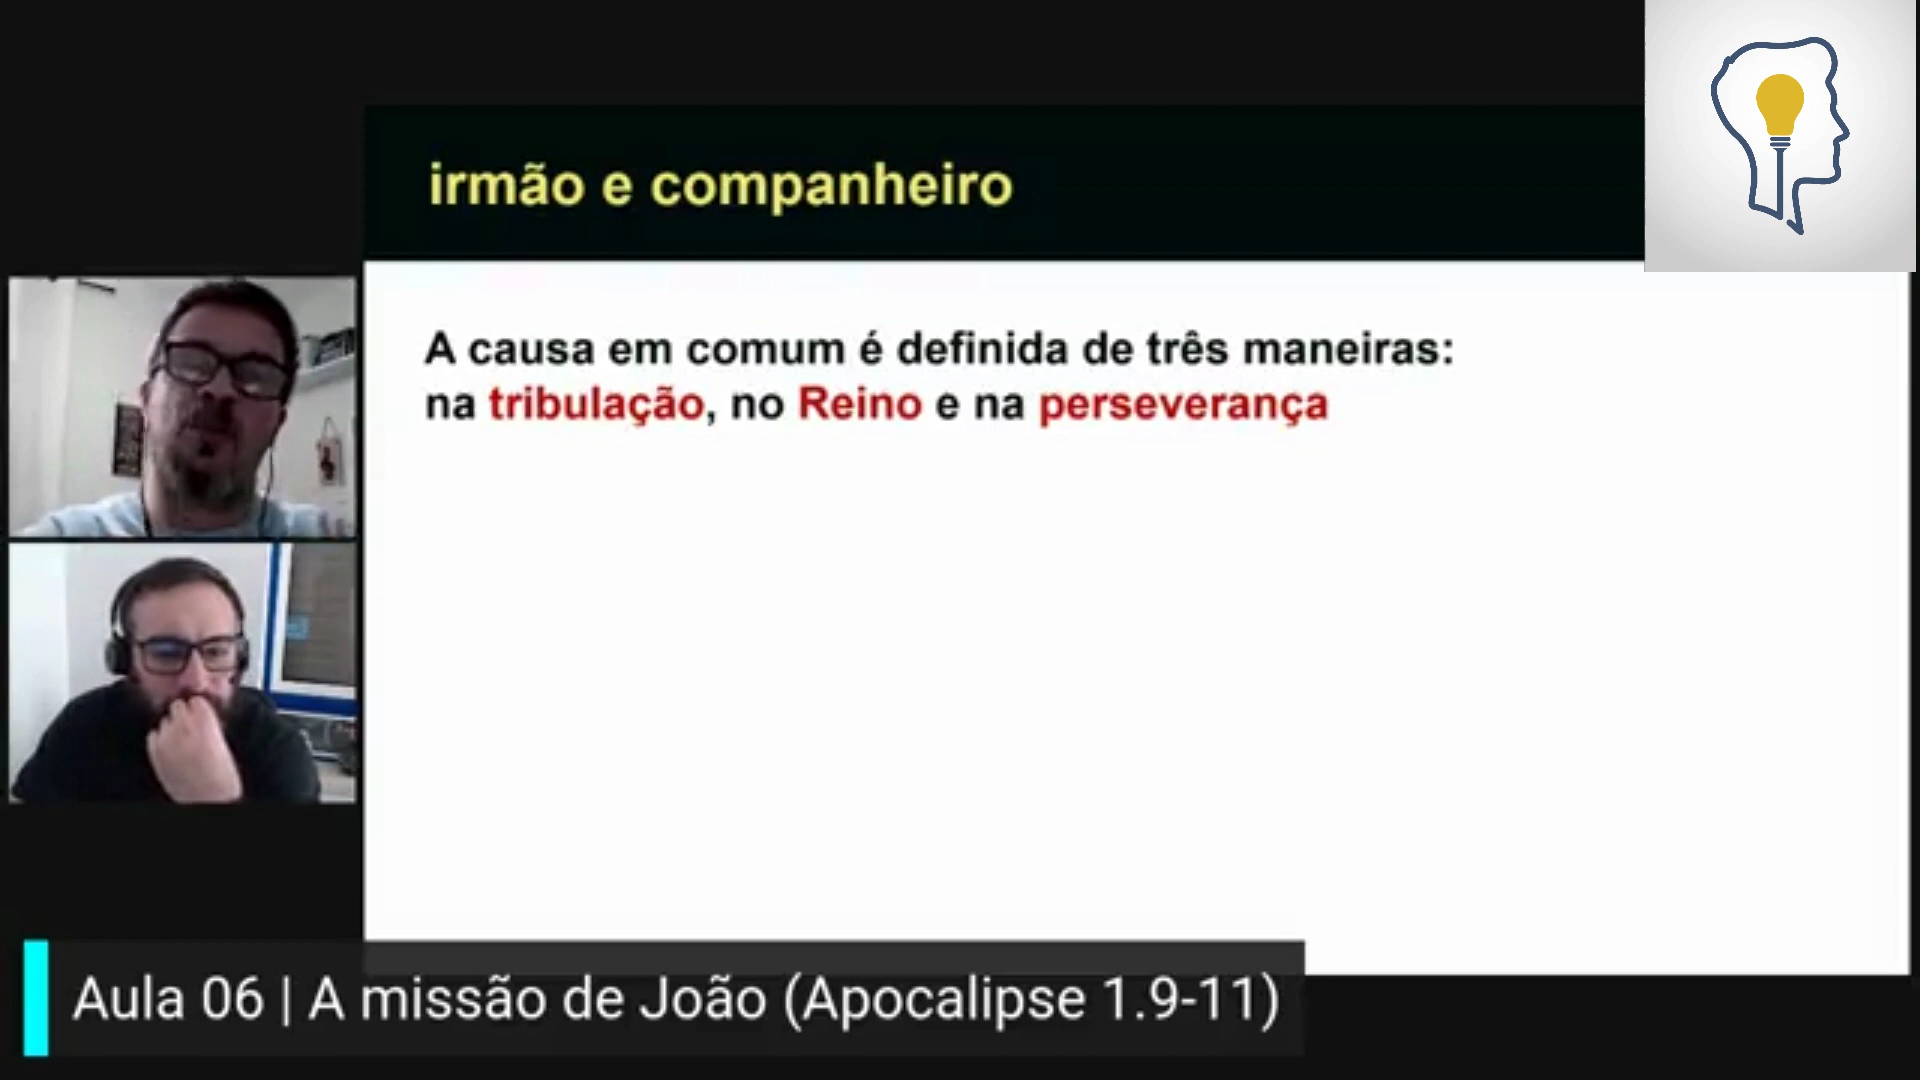 irmão e companheiro
A causa em comum é definida de três maneiras:
na tribulação, no Reino e na perseverança
Aula 06 | A missão de João (Apocalipse 1.9-11)